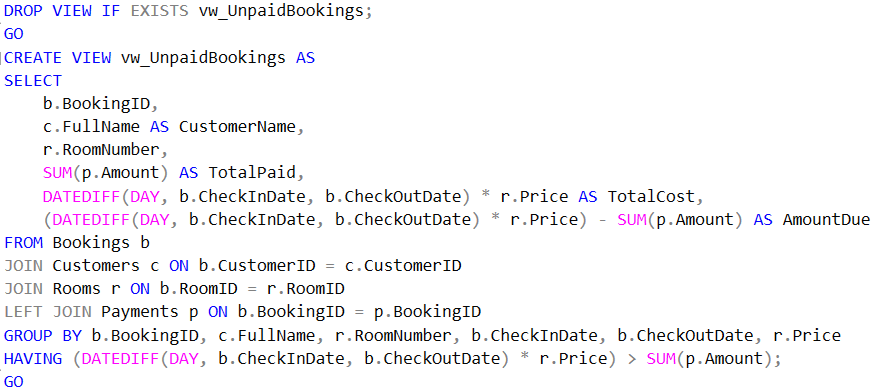 DROP VIEW IF EXISTS vw_UnpaidBookings;
GO
CREATE VIEW vw_UnpaidBookings AS
SELECT
    b.BookingID,
    c.FullName AS CustomerName,
    r.RoomNumber,
    SUM(p.Amount) AS TotalPaid,
    DATEDIFF(DAY, b.CheckInDate, b.CheckOutDate) * r.Price AS TotalCost,
    (DATEDIFF(DAY, b.CheckInDate, b.CheckOutDate) * r.Price) - SUM(p.Amount) AS AmountDue
FROM Bookings b
JOIN Customers c ON b.CustomerID = c.CustomerID
JOIN Rooms r ON b.RoomID = r.RoomID
LEFT JOIN Payments p ON b.BookingID = p.BookingID
GROUP BY b.BookingID, c.FullName, r.RoomNumber, b.CheckInDate, b.CheckOutDate, r.Price
HAVING (DATEDIFF(DAY, b.CheckInDate, b.CheckOutDate) * r.Price) > SUM(p.Amount);
GO